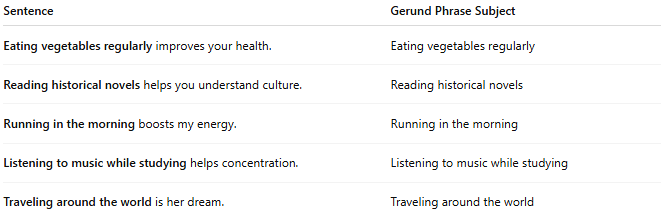 Sentence Gerund Phrase Subject
Eating vegetables regularly improves your health. Eating vegetables regularly
Reading historical novels helps you understand culture. Reading historical novels
Running in the morning boosts my energy. Running in the morning
Listening to music while studying helps concentration. Listening to music while studying
Traveling around the world is her dream. Traveling around the world